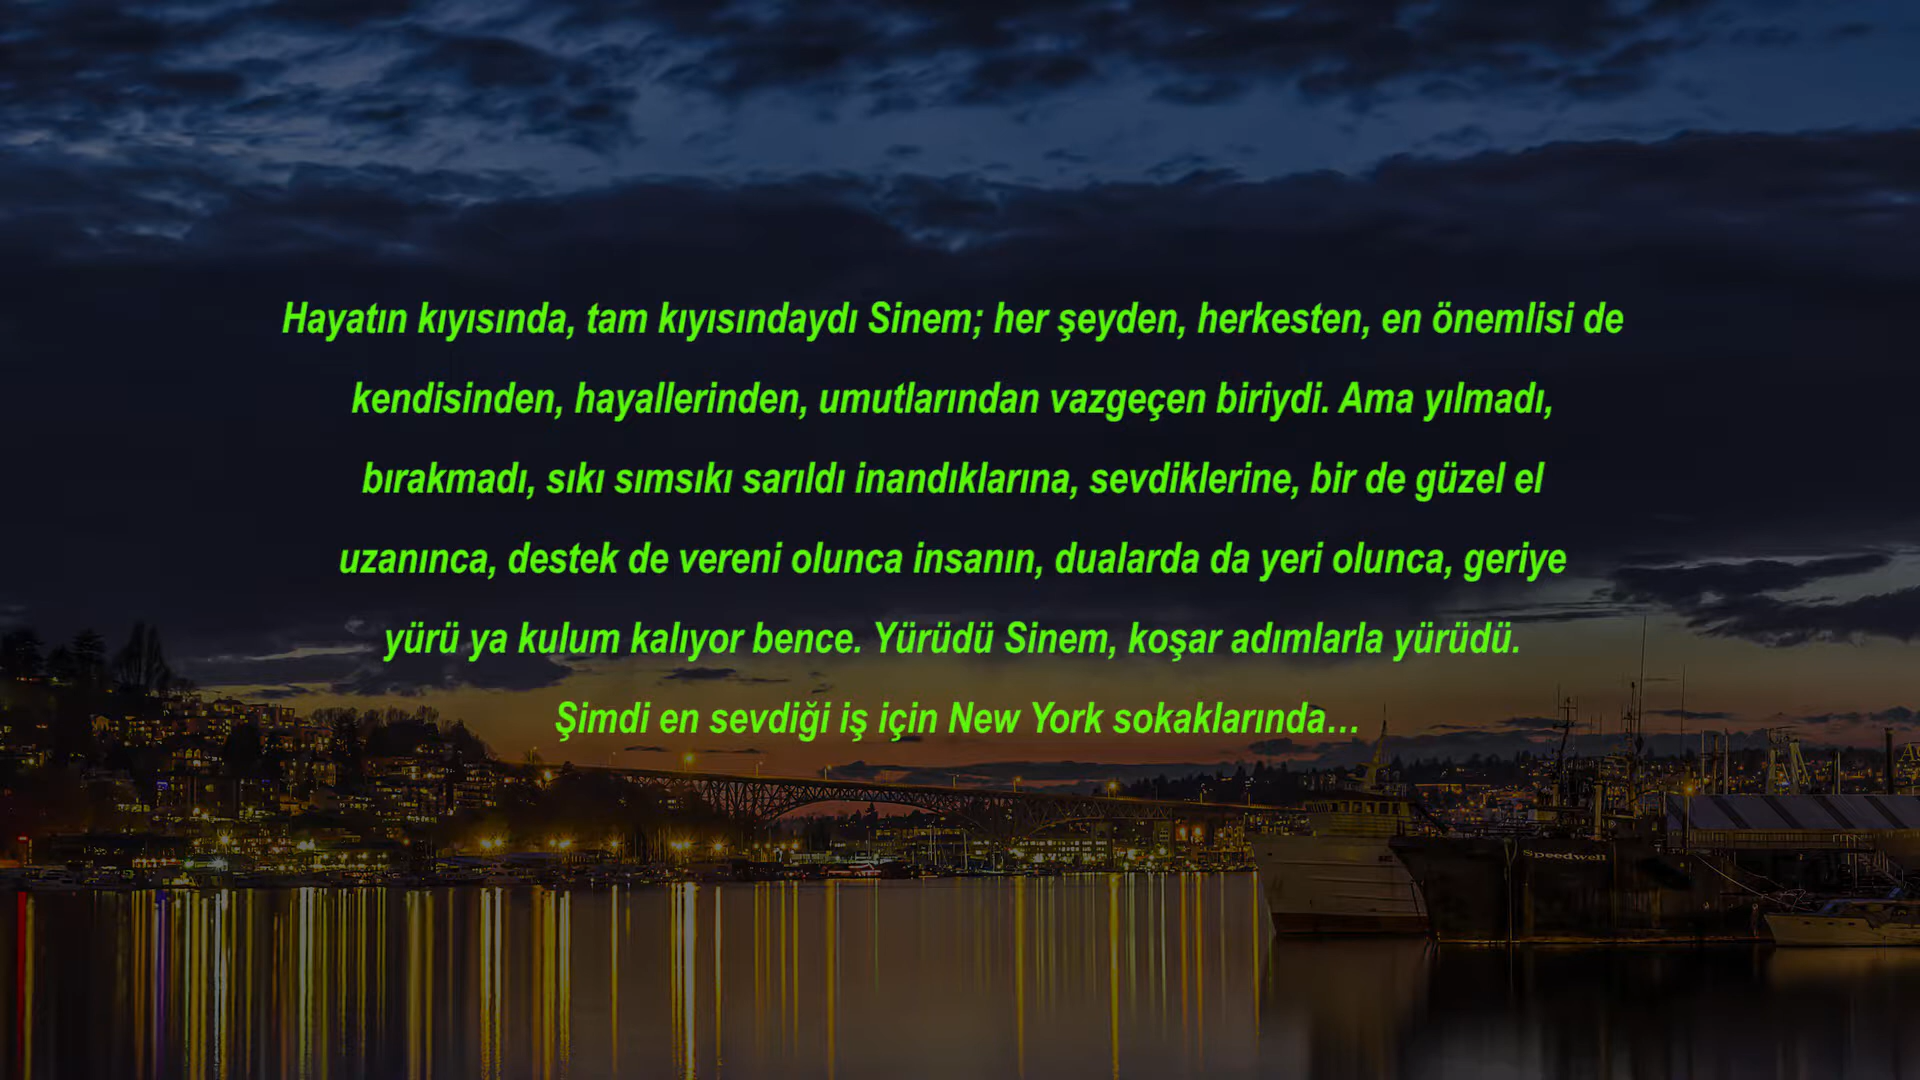 Hayatın kıyısında, tam kıyısındaydı Sinem; her şeyden, herkesten, en önemlisi de
kendisinden, hayallerinden, umutlarından vazgeçen biriydi. Ama yılmadı,
bırakmadı, sıkı sımsıkı sarıldı inandıklarına, sevdiklerine, bir de güzel el
uzanınca, destek de vereni olunca insanın, dualarda da yeri olunca, geriye
yürü ya kulum kalıyor bence. Yürüdü Sinem, koşar adımlarla yürüdü.
Şimdi en sevdiği iş için New York sokaklarında…
Speedwell